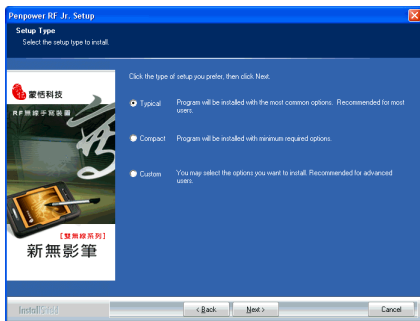 Penpower RF Jr. Setup
Setup Type
Select the setup type to install.
Click the type of setup you prefer, then click Next.
蒙恬科技
RF無線手寫裝置
Typical
Program will be installed with the most common options. Recommended for most
users.
Compact
Program will be installed with minimum required options.
Custom
You may select the options you want to install. Recommended for advanced
users.
[雙無線系列]
新無影筆
InstallShield
< Back
Next >
Cancel